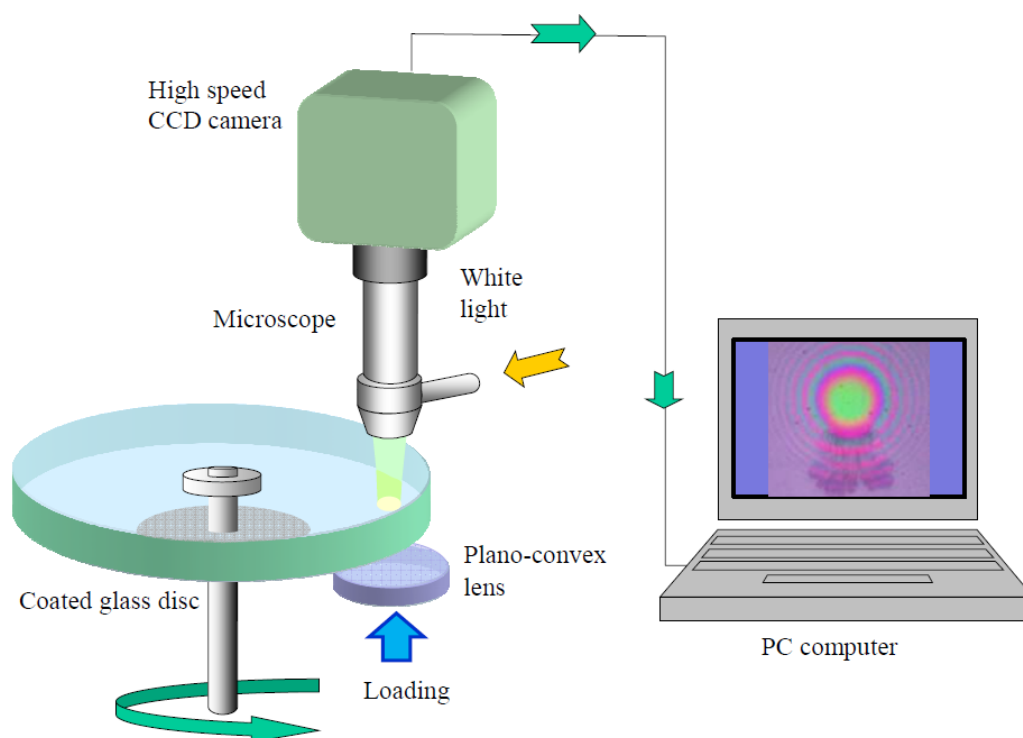 High speed
CCD camera
White
light
Microscope
Plano-convex
lens
Coated glass disc
PC computer
Loading